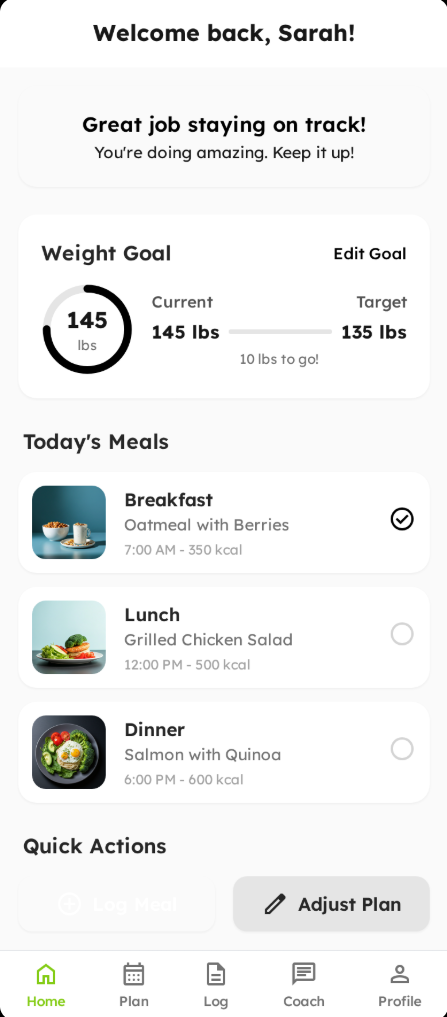 Welcome back, Sarah!
Great job staying on track!
You're doing amazing. Keep it up!
Weight Goal
Edit Goal
145
lbs
Current
Target
145 lbs
135 lbs
10 lbs to go!
Today's Meals
Breakfast
Oatmeal with Berries
7:00 AM - 350 kcal
Lunch
Grilled Chicken Salad
12:00 PM - 500 kcal
Dinner
Salmon with Quinoa
6:00 PM - 600 kcal
Quick Actions
Log Meal
Adjust Plan
Home
Plan
Log
Coach
Profile